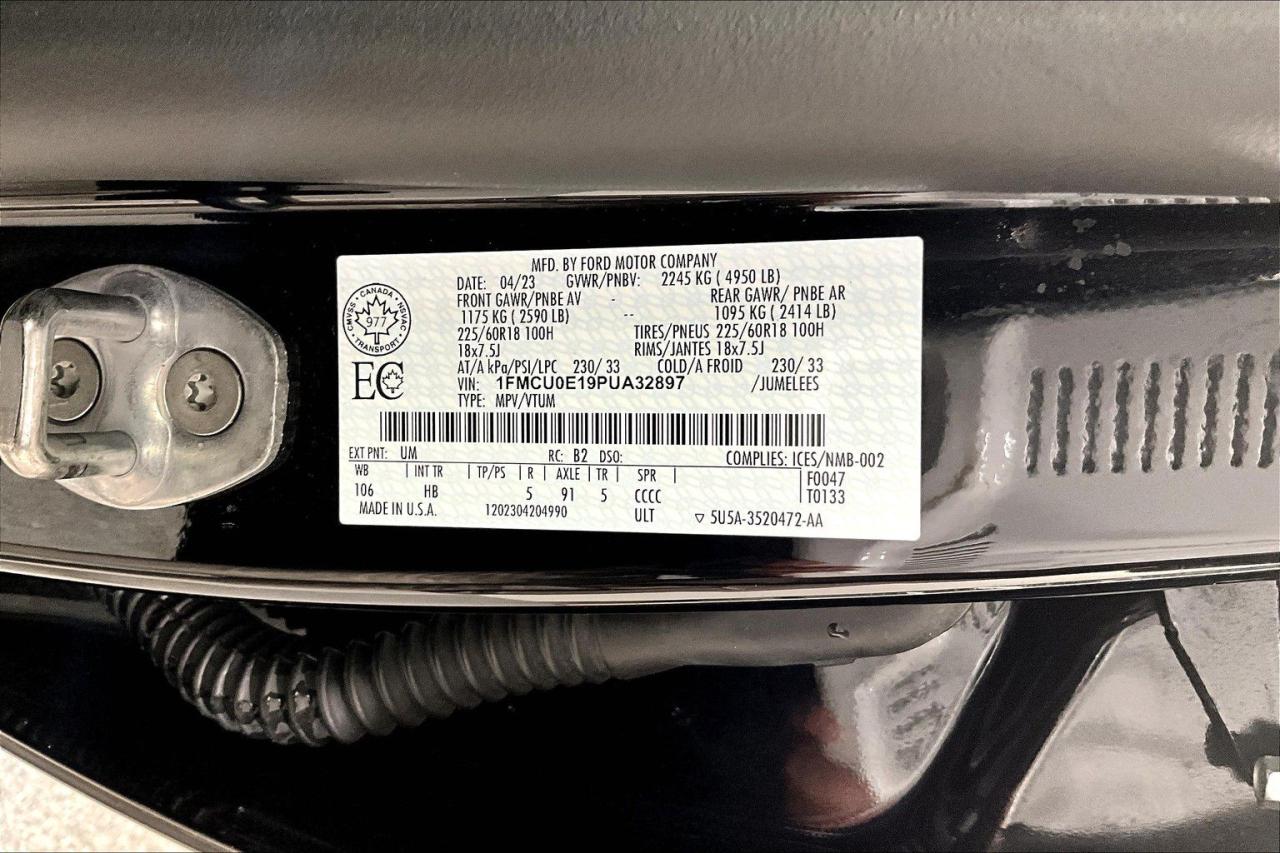 MFD. BY FORD MOTOR COMPANY
DATE: 04/23 GVWR/PNBV: 2245 KG ( 4950 LB)
FRONT GAWR/PNBE AV - REAR GAWR/ PNBE AR
1175 KG ( 2590 LB) -- 1095 KG ( 2414 LB)
225/60R18 100H TIRES/PNEUS 225/60R18 100H
18x7.5J RIMS/JANTES 18x7.5J
AT/A kPa/PSI/LPC 230/ 33 COLD/A FROID 230/ 33
VIN: 1FMCU0E19PUA32897 /JUMELEES
TYPE: MPV/VTUM
CMVSS · CANADA · NSVAC · TRANSPORT ·
977
EC
EXT PNT: UM RC: B2 DSO: COMPLIES: ICES/NMB-002
WB | INT TR | TP/PS | R | AXLE | TR | SPR | F0047
106 HB 5 91 5 CCCC T0133
MADE IN U.S.A. 1202304204990 ULT ▽ 5U5A-3520472-AA